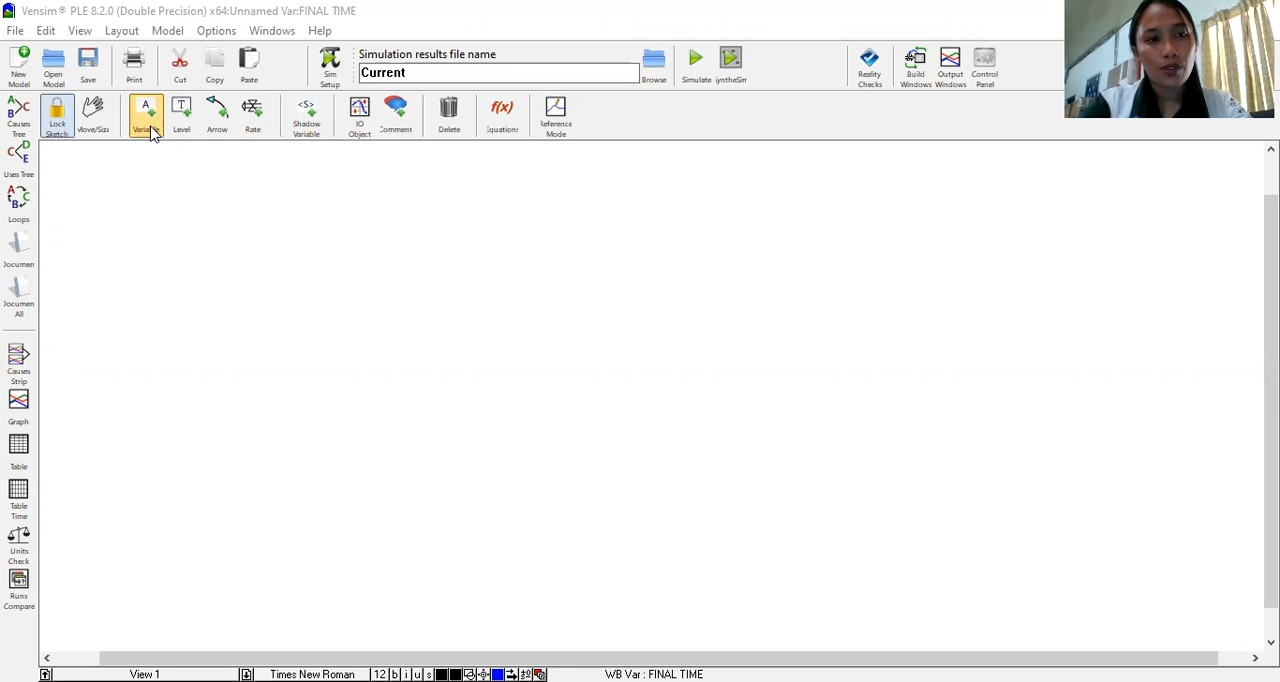 Vensim® PLE 8.2.0 (Double Precision) x64:Unnamed Var:FINAL TIME
File Edit View Layout Model Options Windows Help
New Model
Open Model
Save
Print
Cut
Copy
Paste
Sim Setup
Simulation results file name
Current
Browse
Simulate
SyntheSim
Reality Checks
Build Windows
Output Windows
Control Panel
Causes Tree
Lock Sketch
Move/Size
Variable
Level
Arrow
Rate
Shadow Variable
IO Object
Comment
Delete
f(x)
Equations
Reference Mode
Uses Tree
Loops
Documen
Documen All
Causes Strip
Graph
Table
Table Time
Units Check
Runs Compare
View 1
Times New Roman
12 b i u s
WB Var : FINAL TIME